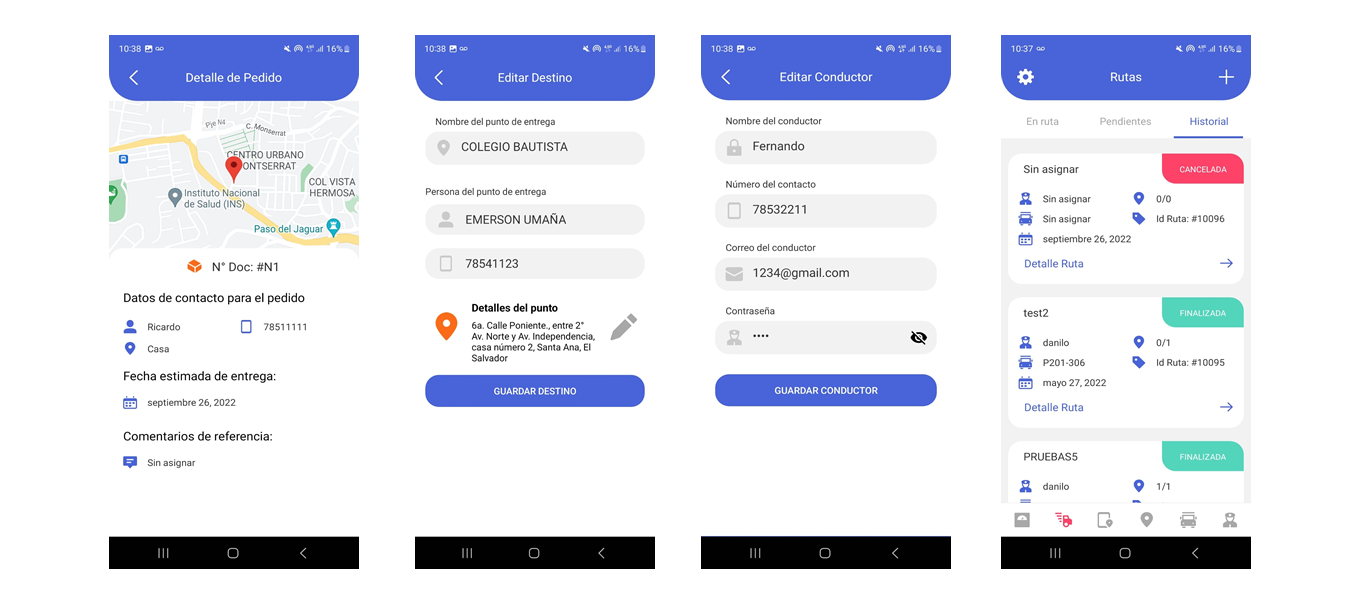 10:38
16%
Detalle de Pedido
Pje N4
C. Monserrat
CENTRO URBANO
MONTSERRAT
COL VISTA
HERMOSA
Instituto Nacional
de Salud (INS)
Paso del Jaguar
N° Doc: #N1
Datos de contacto para el pedido
Ricardo
78511111
Casa
Fecha estimada de entrega:
septiembre 26, 2022
Comentarios de referencia:
Sin asignar
10:38
16%
Editar Destino
Nombre del punto de entrega
COLEGIO BAUTISTA
Persona del punto de entrega
EMERSON UMAÑA
78541123
Detalles del punto
6a. Calle Poniente., entre 2°
Av. Norte y Av. Independencia,
casa número 2, Santa Ana, El
Salvador
GUARDAR DESTINO
10:38
16%
Editar Conductor
Nombre del conductor
Fernando
Número del contacto
78532211
Correo del conductor
1234@gmail.com
Contraseña
••••
GUARDAR CONDUCTOR
10:37
16%
Rutas
En ruta
Pendientes
Historial
Sin asignar
CANCELADA
Sin asignar
0/0
Sin asignar
Id Ruta: #10096
septiembre 26, 2022
Detalle Ruta
test2
FINALIZADA
danilo
0/1
P201-306
Id Ruta: #10095
mayo 27, 2022
Detalle Ruta
PRUEBAS5
FINALIZADA
danilo
1/1